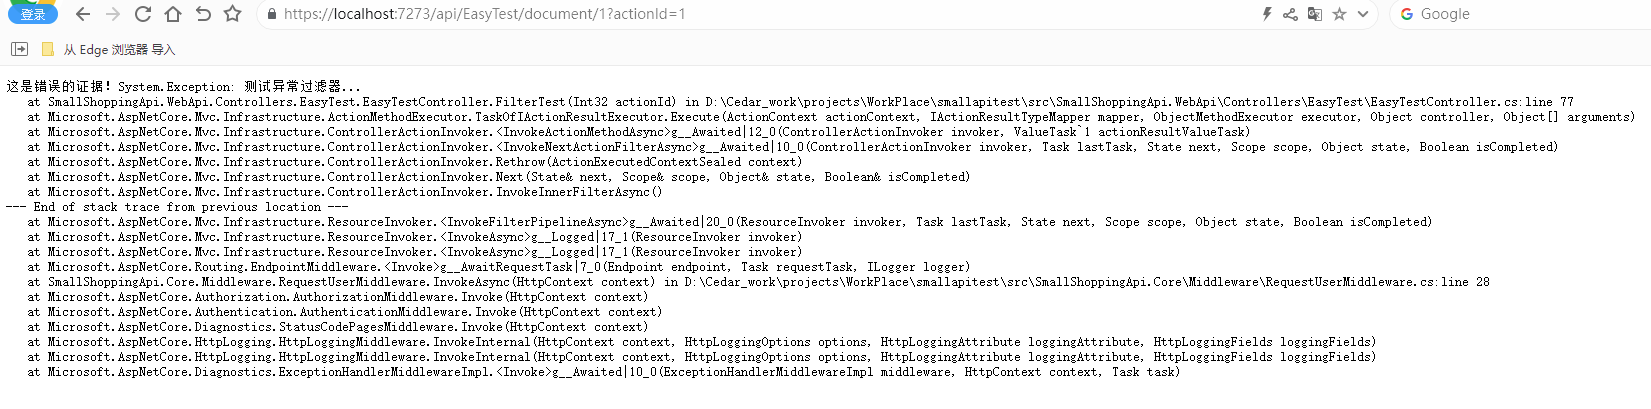 登录
https://localhost:7273/api/EasyTest/document/1?actionId=1
Google
从 Edge 浏览器 导入
这是错误的证据! System.Exception: 测试异常过滤器...
at SmallShoppingApi.WebApi.Controllers.EasyTest.EasyTestController.FilterTest(Int32 actionId) in D:\Cedar_work\projects\WorkPlace\smallapitest\src\SmallShoppingApi.WebApi\Controllers\EasyTest\EasyTestController.cs:line 77
at Microsoft.AspNetCore.Mvc.Infrastructure.ActionMethodExecutor.TaskOfIActionResultExecutor.Execute(ActionContext actionContext, IActionResultTypeMapper mapper, ObjectMethodExecutor executor, Object controller, Object[] arguments)
at Microsoft.AspNetCore.Mvc.Infrastructure.ControllerActionInvoker.<InvokeActionMethodAsync>g__Awaited|12_0(ControllerActionInvoker invoker, ValueTask`1 actionResultValueTask)
at Microsoft.AspNetCore.Mvc.Infrastructure.ControllerActionInvoker.<InvokeNextActionFilterAsync>g__Awaited|10_0(ControllerActionInvoker invoker, Task lastTask, State next, Scope scope, Object state, Boolean isCompleted)
at Microsoft.AspNetCore.Mvc.Infrastructure.ControllerActionInvoker.Rethrow(ActionExecutedContextSealed context)
at Microsoft.AspNetCore.Mvc.Infrastructure.ControllerActionInvoker.Next(State& next, Scope& scope, Object& state, Boolean& isCompleted)
at Microsoft.AspNetCore.Mvc.Infrastructure.ControllerActionInvoker.InvokeInnerFilterAsync()
--- End of stack trace from previous location ---
at Microsoft.AspNetCore.Mvc.Infrastructure.ResourceInvoker.<InvokeFilterPipelineAsync>g__Awaited|20_0(ResourceInvoker invoker, Task lastTask, State next, Scope scope, Object state, Boolean isCompleted)
at Microsoft.AspNetCore.Mvc.Infrastructure.ResourceInvoker.<InvokeAsync>g__Logged|17_1(ResourceInvoker invoker)
at Microsoft.AspNetCore.Mvc.Infrastructure.ResourceInvoker.<InvokeAsync>g__Logged|17_1(ResourceInvoker invoker)
at Microsoft.AspNetCore.Routing.EndpointMiddleware.<Invoke>g__AwaitRequestTask|7_0(Endpoint endpoint, Task requestTask, ILogger logger)
at SmallShoppingApi.Core.Middleware.RequestUserMiddleware.InvokeAsync(HttpContext context) in D:\Cedar_work\projects\WorkPlace\smallapitest\src\SmallShoppingApi.Core\Middleware\RequestUserMiddleware.cs:line 28
at Microsoft.AspNetCore.Authorization.AuthorizationMiddleware.Invoke(HttpContext context)
at Microsoft.AspNetCore.Authentication.AuthenticationMiddleware.Invoke(HttpContext context)
at Microsoft.AspNetCore.Diagnostics.StatusCodePagesMiddleware.Invoke(HttpContext context)
at Microsoft.AspNetCore.HttpLogging.HttpLoggingMiddleware.InvokeInternal(HttpContext context, HttpLoggingOptions options, HttpLoggingAttribute loggingAttribute, HttpLoggingFields loggingFields)
at Microsoft.AspNetCore.HttpLogging.HttpLoggingMiddleware.InvokeInternal(HttpContext context, HttpLoggingOptions options, HttpLoggingAttribute loggingAttribute, HttpLoggingFields loggingFields)
at Microsoft.AspNetCore.Diagnostics.ExceptionHandlerMiddlewareImpl.<Invoke>g__Awaited|10_0(ExceptionHandlerMiddlewareImpl middleware, HttpContext context, Task task)